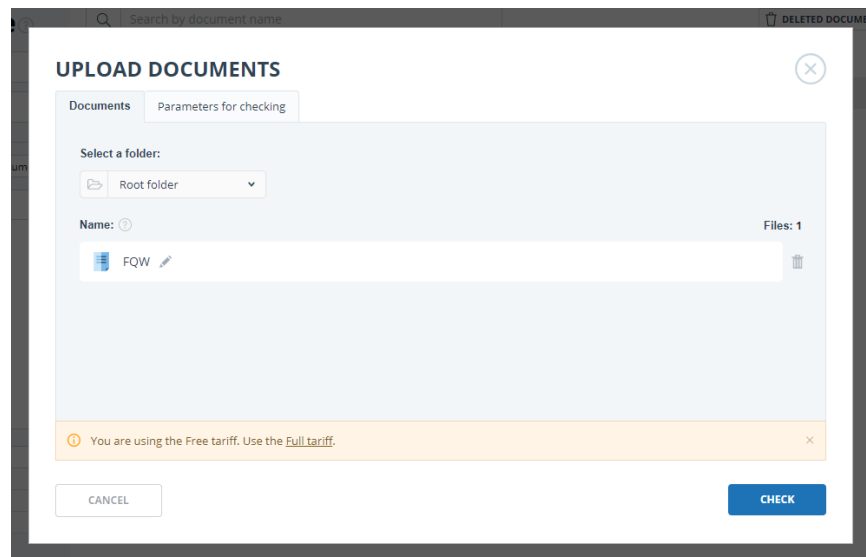 Search by document name
DELETED DOCUME
UPLOAD DOCUMENTS
Documents
Parameters for checking
Select a folder:
Root folder
Name:
Files: 1
FQW
You are using the Free tariff. Use the Full tariff.
CANCEL
CHECK